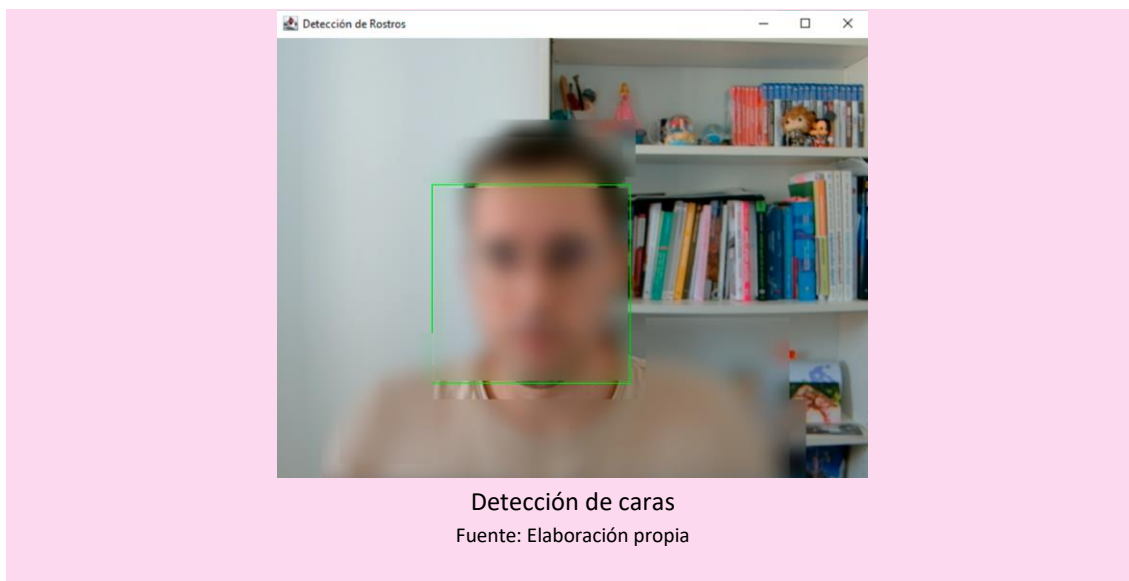 Detección de Rostros
Detección de caras
Fuente: Elaboración propia